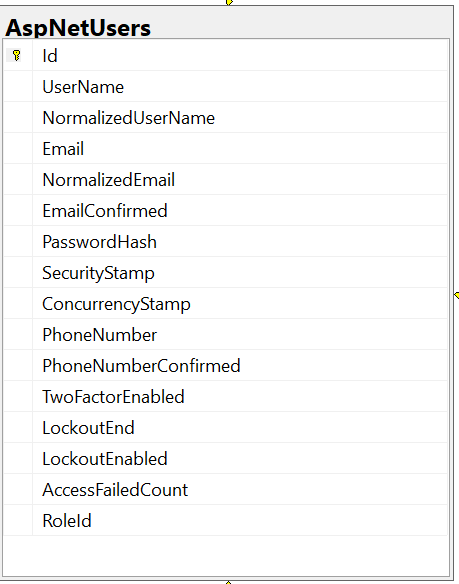 AspNetUsers
Id
UserName
NormalizedUserName
Email
NormalizedEmail
EmailConfirmed
PasswordHash
SecurityStamp
ConcurrencyStamp
PhoneNumber
PhoneNumberConfirmed
TwoFactorEnabled
LockoutEnd
LockoutEnabled
AccessFailedCount
RoleId